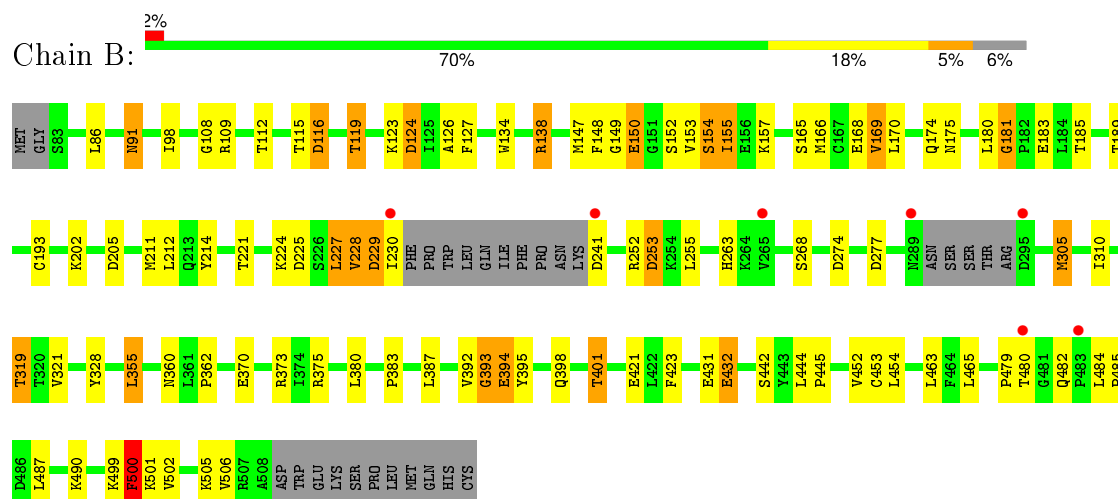 2%
Chain B:
70% 18% 5% 6%
MET GLY S83 L86 N91 I98 G108 R109 T112 T115 D116 T119 K123 D124 I125 A126 F127 W134 R138 M147 F148 G149 E150 G151 S152 V153 S154 I155 E156 K157 S165 M166 C167 E168 V169 L170 Q174 N175 L180 G181 P182 E183 L184 T185 T189
C193 K202 D205 M211 L212 Q213 Y214 T221 K224 D225 S226 L227 V228 D229 I230 PHE PRO TRP LEU GLN ILE PHE PRO ASN LYS D241 R252 D253 K254 L255 H263 K264 V265 S268 D274 D277 N289 ASN SER SER THR ARG D295 M305 I310
T319 T320 V321 Y328 L355 N360 L361 P362 E370 R373 I374 R375 L380 P383 L387 V392 G393 E394 Y395 Q398 T401 E421 L422 F423 E431 E432 S442 Y443 L444 P445 V452 C453 L454 L463 F464 L465 P479 T480 G481 Q482 P483 L484
D486 L487 K490 K499 F500 K501 V502 K505 V506 R507 A508 ASP TRP GLU LYS SER PRO LEU MET GLN HIS CYS